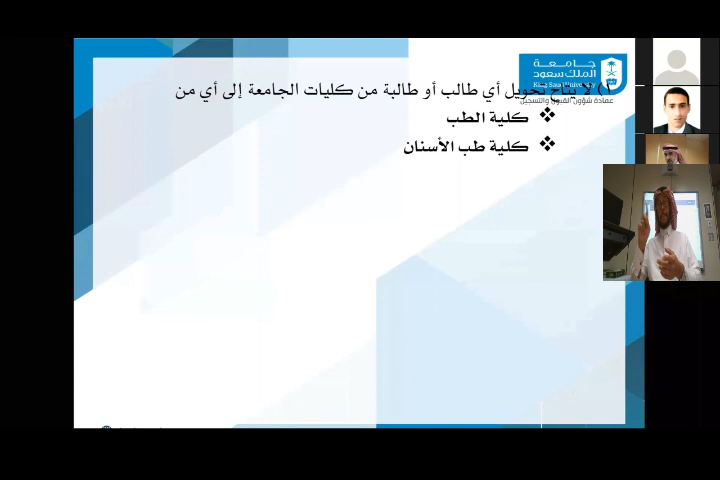 جامعة
الملك سعود
King Saud University
عمادة شؤون القبول والتسجيل
١) لا يتاح تحويل أي طالب أو طالبة من كليات الجامعة إلى أي من
❖ كلية الطب
❖ كلية طب الأسنان